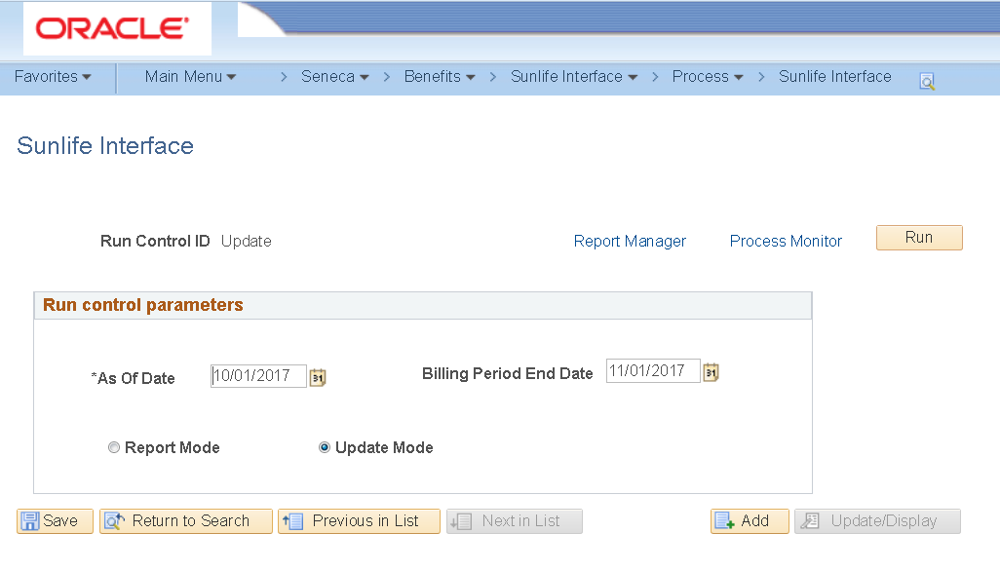 ORACLE
Favorites Main Menu > Seneca > Benefits > Sunlife Interface > Process > Sunlife Interface
Sunlife Interface
Run Control ID Update Report Manager Process Monitor Run
Run control parameters
*As Of Date 10/01/2017 31 Billing Period End Date 11/01/2017 31
Report Mode Update Mode
Save Return to Search Previous in List Next in List Add Update/Display